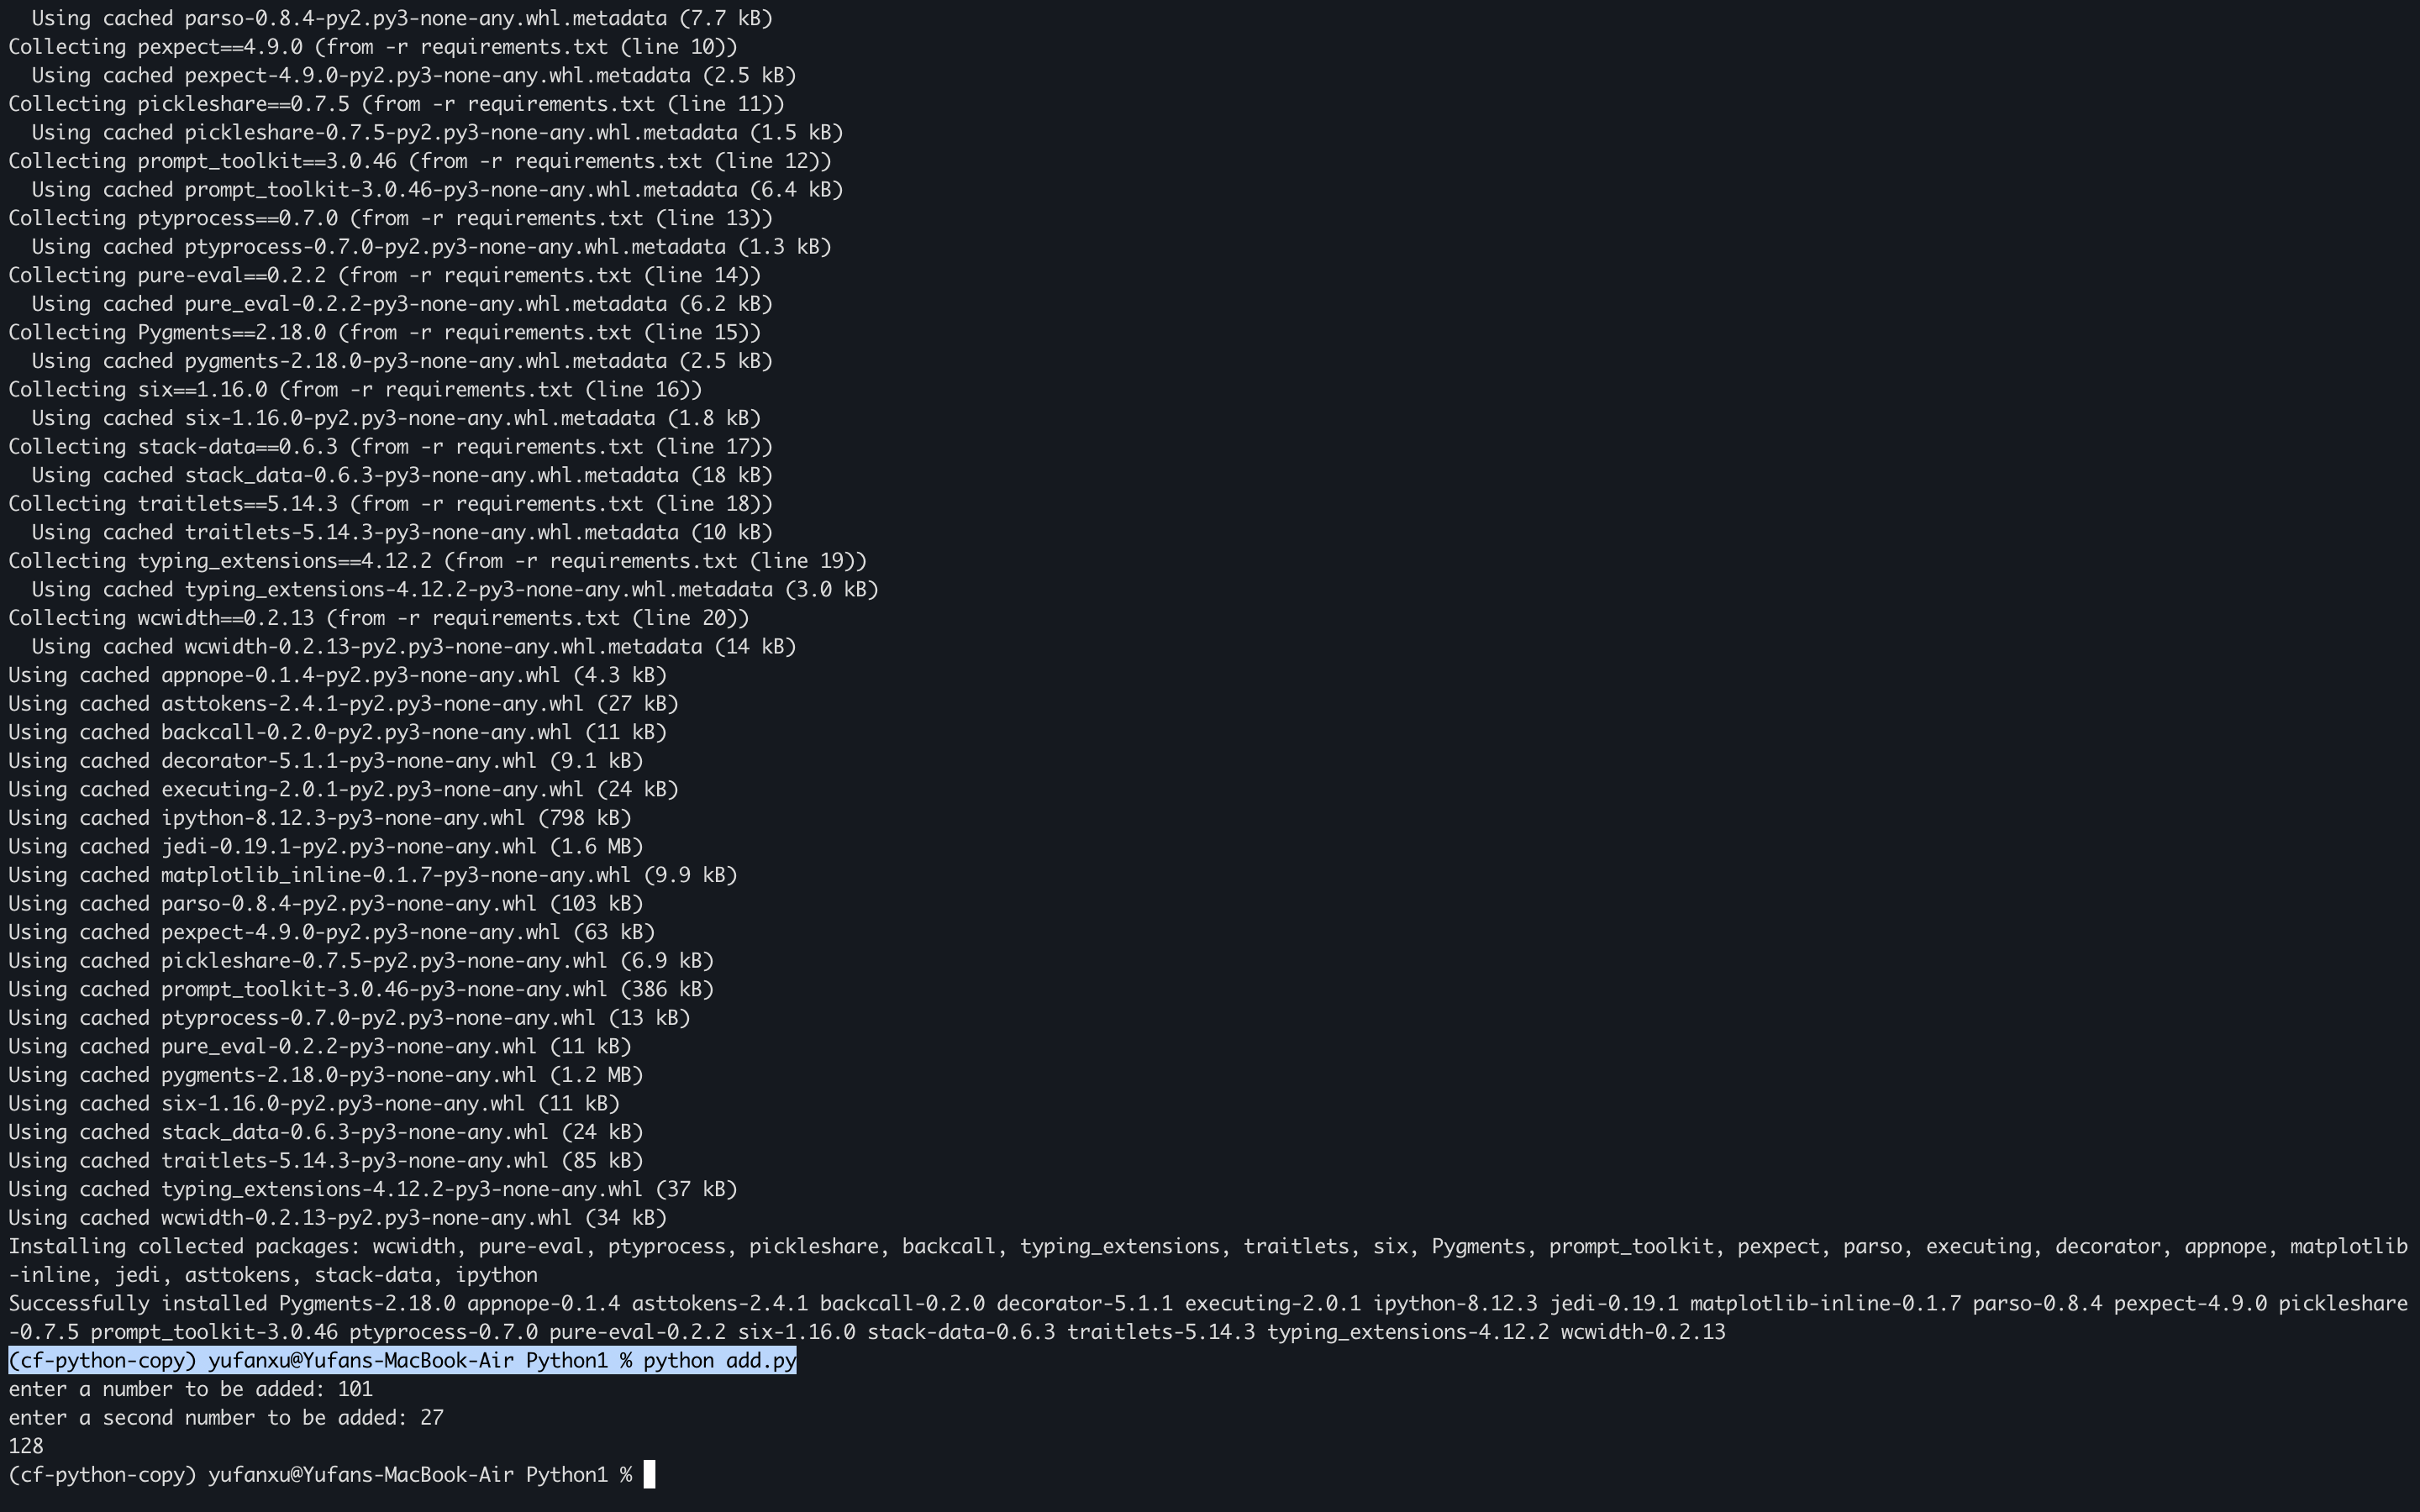 Using cached parso-0.8.4-py2.py3-none-any.whl.metadata (7.7 kB)
Collecting pexpect==4.9.0 (from -r requirements.txt (line 10))
  Using cached pexpect-4.9.0-py2.py3-none-any.whl.metadata (2.5 kB)
Collecting pickleshare==0.7.5 (from -r requirements.txt (line 11))
  Using cached pickleshare-0.7.5-py2.py3-none-any.whl.metadata (1.5 kB)
Collecting prompt_toolkit==3.0.46 (from -r requirements.txt (line 12))
  Using cached prompt_toolkit-3.0.46-py3-none-any.whl.metadata (6.4 kB)
Collecting ptyprocess==0.7.0 (from -r requirements.txt (line 13))
  Using cached ptyprocess-0.7.0-py2.py3-none-any.whl.metadata (1.3 kB)
Collecting pure-eval==0.2.2 (from -r requirements.txt (line 14))
  Using cached pure_eval-0.2.2-py3-none-any.whl.metadata (6.2 kB)
Collecting Pygments==2.18.0 (from -r requirements.txt (line 15))
  Using cached pygments-2.18.0-py3-none-any.whl.metadata (2.5 kB)
Collecting six==1.16.0 (from -r requirements.txt (line 16))
  Using cached six-1.16.0-py2.py3-none-any.whl.metadata (1.8 kB)
Collecting stack-data==0.6.3 (from -r requirements.txt (line 17))
  Using cached stack_data-0.6.3-py3-none-any.whl.metadata (18 kB)
Collecting traitlets==5.14.3 (from -r requirements.txt (line 18))
  Using cached traitlets-5.14.3-py3-none-any.whl.metadata (10 kB)
Collecting typing_extensions==4.12.2 (from -r requirements.txt (line 19))
  Using cached typing_extensions-4.12.2-py3-none-any.whl.metadata (3.0 kB)
Collecting wcwidth==0.2.13 (from -r requirements.txt (line 20))
  Using cached wcwidth-0.2.13-py2.py3-none-any.whl.metadata (14 kB)
Using cached appnope-0.1.4-py2.py3-none-any.whl (4.3 kB)
Using cached asttokens-2.4.1-py2.py3-none-any.whl (27 kB)
Using cached backcall-0.2.0-py2.py3-none-any.whl (11 kB)
Using cached decorator-5.1.1-py3-none-any.whl (9.1 kB)
Using cached executing-2.0.1-py2.py3-none-any.whl (24 kB)
Using cached ipython-8.12.3-py3-none-any.whl (798 kB)
Using cached jedi-0.19.1-py2.py3-none-any.whl (1.6 MB)
Using cached matplotlib_inline-0.1.7-py3-none-any.whl (9.9 kB)
Using cached parso-0.8.4-py2.py3-none-any.whl (103 kB)
Using cached pexpect-4.9.0-py2.py3-none-any.whl (63 kB)
Using cached pickleshare-0.7.5-py2.py3-none-any.whl (6.9 kB)
Using cached prompt_toolkit-3.0.46-py3-none-any.whl (386 kB)
Using cached ptyprocess-0.7.0-py2.py3-none-any.whl (13 kB)
Using cached pure_eval-0.2.2-py3-none-any.whl (11 kB)
Using cached pygments-2.18.0-py3-none-any.whl (1.2 MB)
Using cached six-1.16.0-py2.py3-none-any.whl (11 kB)
Using cached stack_data-0.6.3-py3-none-any.whl (24 kB)
Using cached traitlets-5.14.3-py3-none-any.whl (85 kB)
Using cached typing_extensions-4.12.2-py3-none-any.whl (37 kB)
Using cached wcwidth-0.2.13-py2.py3-none-any.whl (34 kB)
Installing collected packages: wcwidth, pure-eval, ptyprocess, pickleshare, backcall, typing_extensions, traitlets, six, Pygments, prompt_toolkit, pexpect, parso, executing, decorator, appnope, matplotlib
-inline, jedi, asttokens, stack-data, ipython
Successfully installed Pygments-2.18.0 appnope-0.1.4 asttokens-2.4.1 backcall-0.2.0 decorator-5.1.1 executing-2.0.1 ipython-8.12.3 jedi-0.19.1 matplotlib-inline-0.1.7 parso-0.8.4 pexpect-4.9.0 pickleshare
-0.7.5 prompt_toolkit-3.0.46 ptyprocess-0.7.0 pure-eval-0.2.2 six-1.16.0 stack-data-0.6.3 traitlets-5.14.3 typing_extensions-4.12.2 wcwidth-0.2.13
(cf-python-copy) yufanxu@Yufans-MacBook-Air Python1 % python add.py
enter a number to be added: 101
enter a second number to be added: 27
128
(cf-python-copy) yufanxu@Yufans-MacBook-Air Python1 %